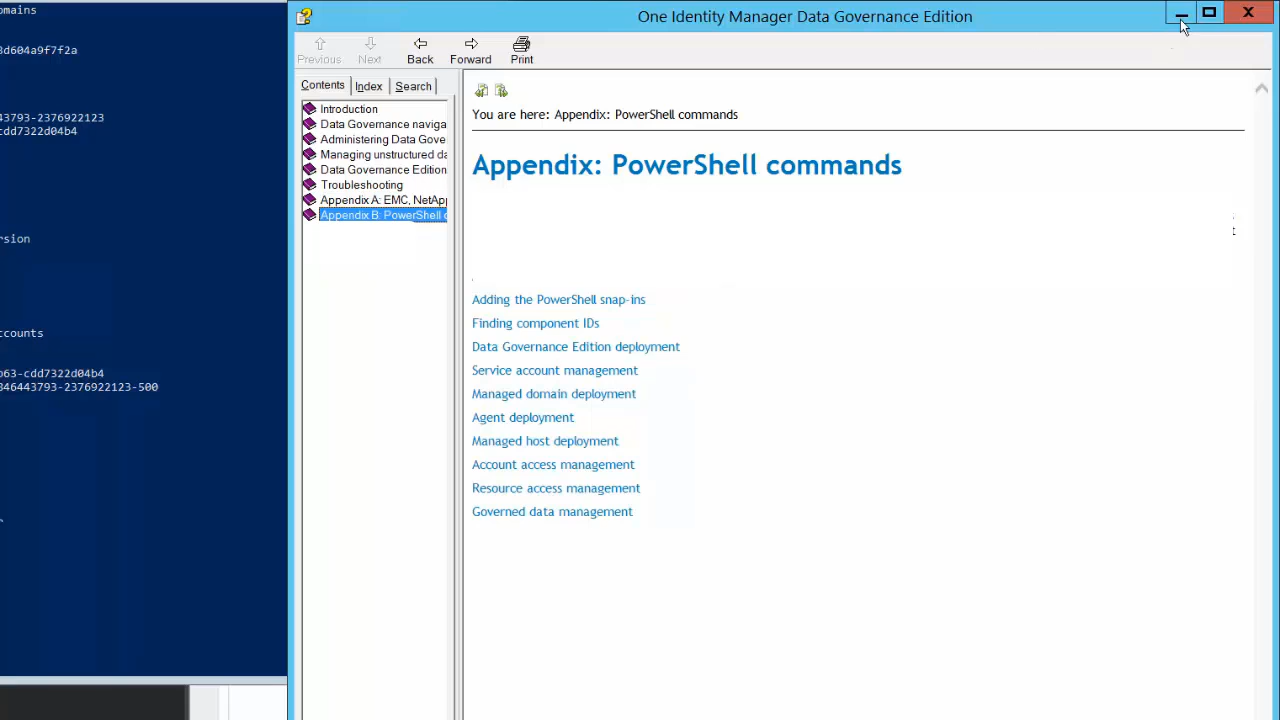 omains
3d604a9f7f2a
43793-2376922123
cdd7322d04b4
rsion
ccounts
b63-cdd7322d04b4
346443793-2376922123-500
One Identity Manager Data Governance Edition
Previous
Next
Back
Forward
Print
Contents
Index
Search
Introduction
Data Governance naviga
Administering Data Gove
Managing unstructured da
Data Governance Edition
Troubleshooting
Appendix A: EMC, NetApp
Appendix B: PowerShell c
You are here: Appendix: PowerShell commands
Appendix: PowerShell commands
Adding the PowerShell snap-ins
Finding component IDs
Data Governance Edition deployment
Service account management
Managed domain deployment
Agent deployment
Managed host deployment
Account access management
Resource access management
Governed data management